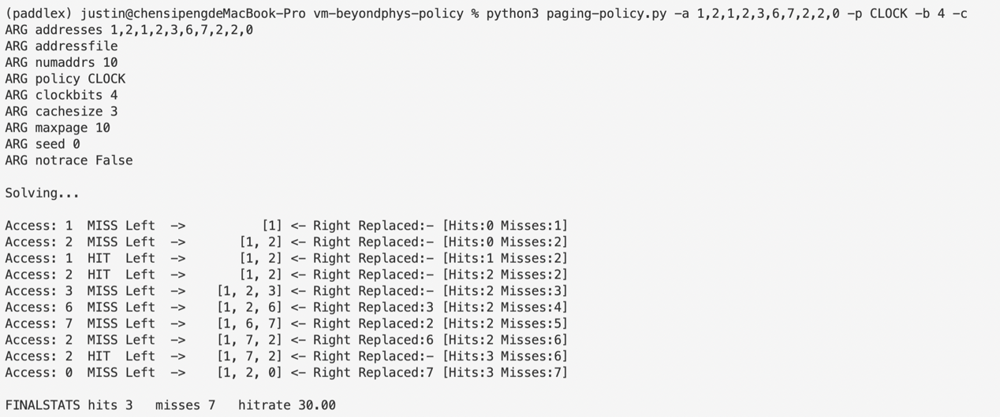 (paddlex) justin@chensipengdeMacBook-Pro vm-beyondphys-policy % python3 paging-policy.py -a 1,2,1,2,3,6,7,2,2,0 -p CLOCK -b 4 -c
ARG addresses 1,2,1,2,3,6,7,2,2,0
ARG addressfile
ARG numaddrs 10
ARG policy CLOCK
ARG clockbits 4
ARG cachesize 3
ARG maxpage 10
ARG seed 0
ARG notrace False
Solving...
Access: 1  MISS Left  ->          [1] <- Right Replaced:- [Hits:0 Misses:1]
Access: 2  MISS Left  ->       [1, 2] <- Right Replaced:- [Hits:0 Misses:2]
Access: 1  HIT  Left  ->       [1, 2] <- Right Replaced:- [Hits:1 Misses:2]
Access: 2  HIT  Left  ->       [1, 2] <- Right Replaced:- [Hits:2 Misses:2]
Access: 3  MISS Left  ->    [1, 2, 3] <- Right Replaced:- [Hits:2 Misses:3]
Access: 6  MISS Left  ->    [1, 2, 6] <- Right Replaced:3 [Hits:2 Misses:4]
Access: 7  MISS Left  ->    [1, 6, 7] <- Right Replaced:2 [Hits:2 Misses:5]
Access: 2  MISS Left  ->    [1, 7, 2] <- Right Replaced:6 [Hits:2 Misses:6]
Access: 2  HIT  Left  ->    [1, 7, 2] <- Right Replaced:- [Hits:3 Misses:6]
Access: 0  MISS Left  ->    [1, 2, 0] <- Right Replaced:7 [Hits:3 Misses:7]
FINALSTATS hits 3   misses 7   hitrate 30.00